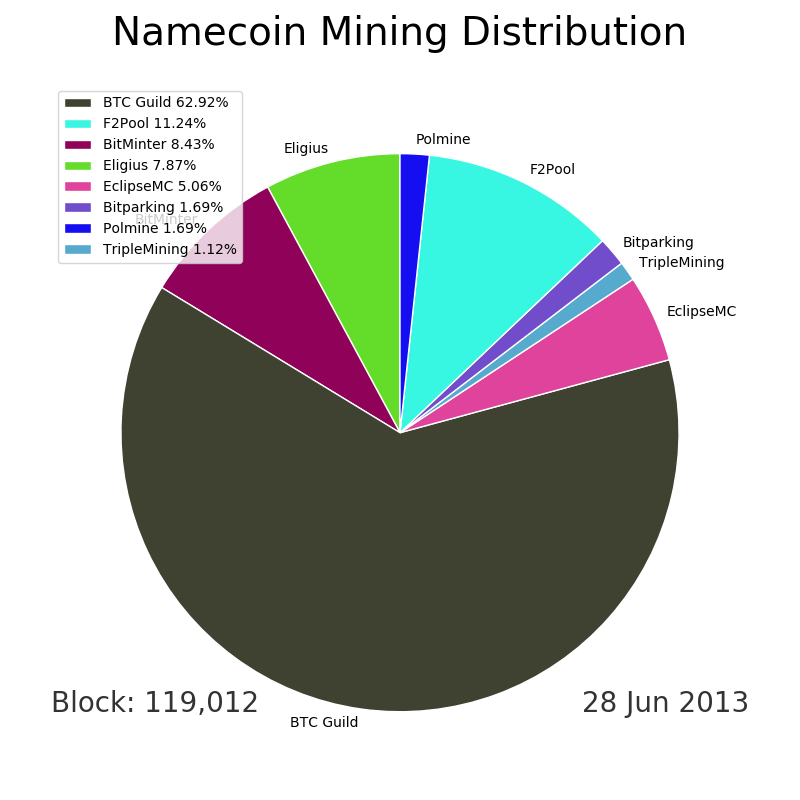 Namecoin Mining Distribution
BTC Guild 62.92%
F2Pool 11.24%
BitMinter 8.43%
Eligius 7.87%
EclipseMC 5.06%
Bitparking 1.69%
Polmine 1.69%
TripleMining 1.12%
Polmine
Eligius
F2Pool
BitMinter
Bitparking
TripleMining
EclipseMC
BTC Guild
Block: 119,012
28 Jun 2013